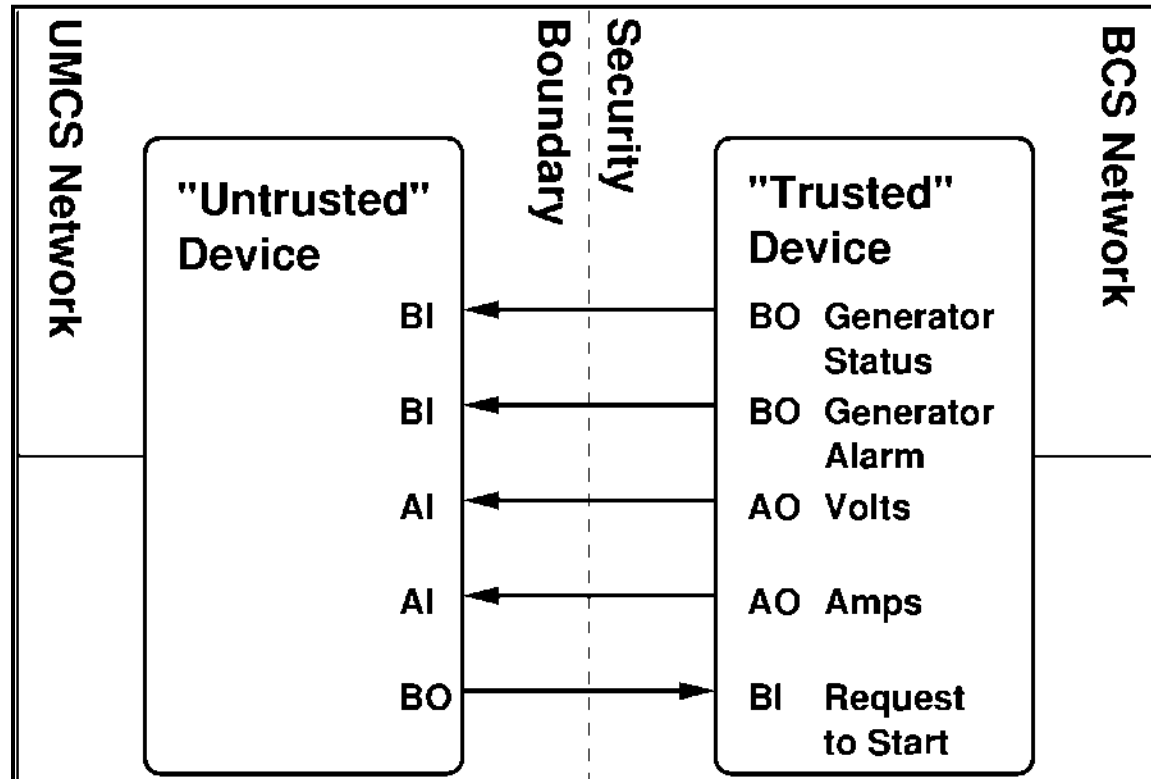 UMCS Network
Boundary
Security
BCS Network
"Untrusted"
Device
BI
BI
AI
AI
BO
"Trusted"
Device
BO Generator
Status
BO Generator
Alarm
AO Volts
AO Amps
BI Request
to Start